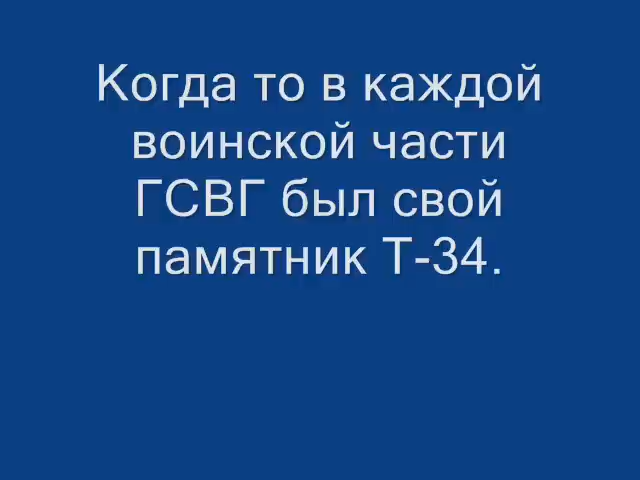 Когда то в каждой
воинской части
ГСВГ был свой
памятник Т-34.